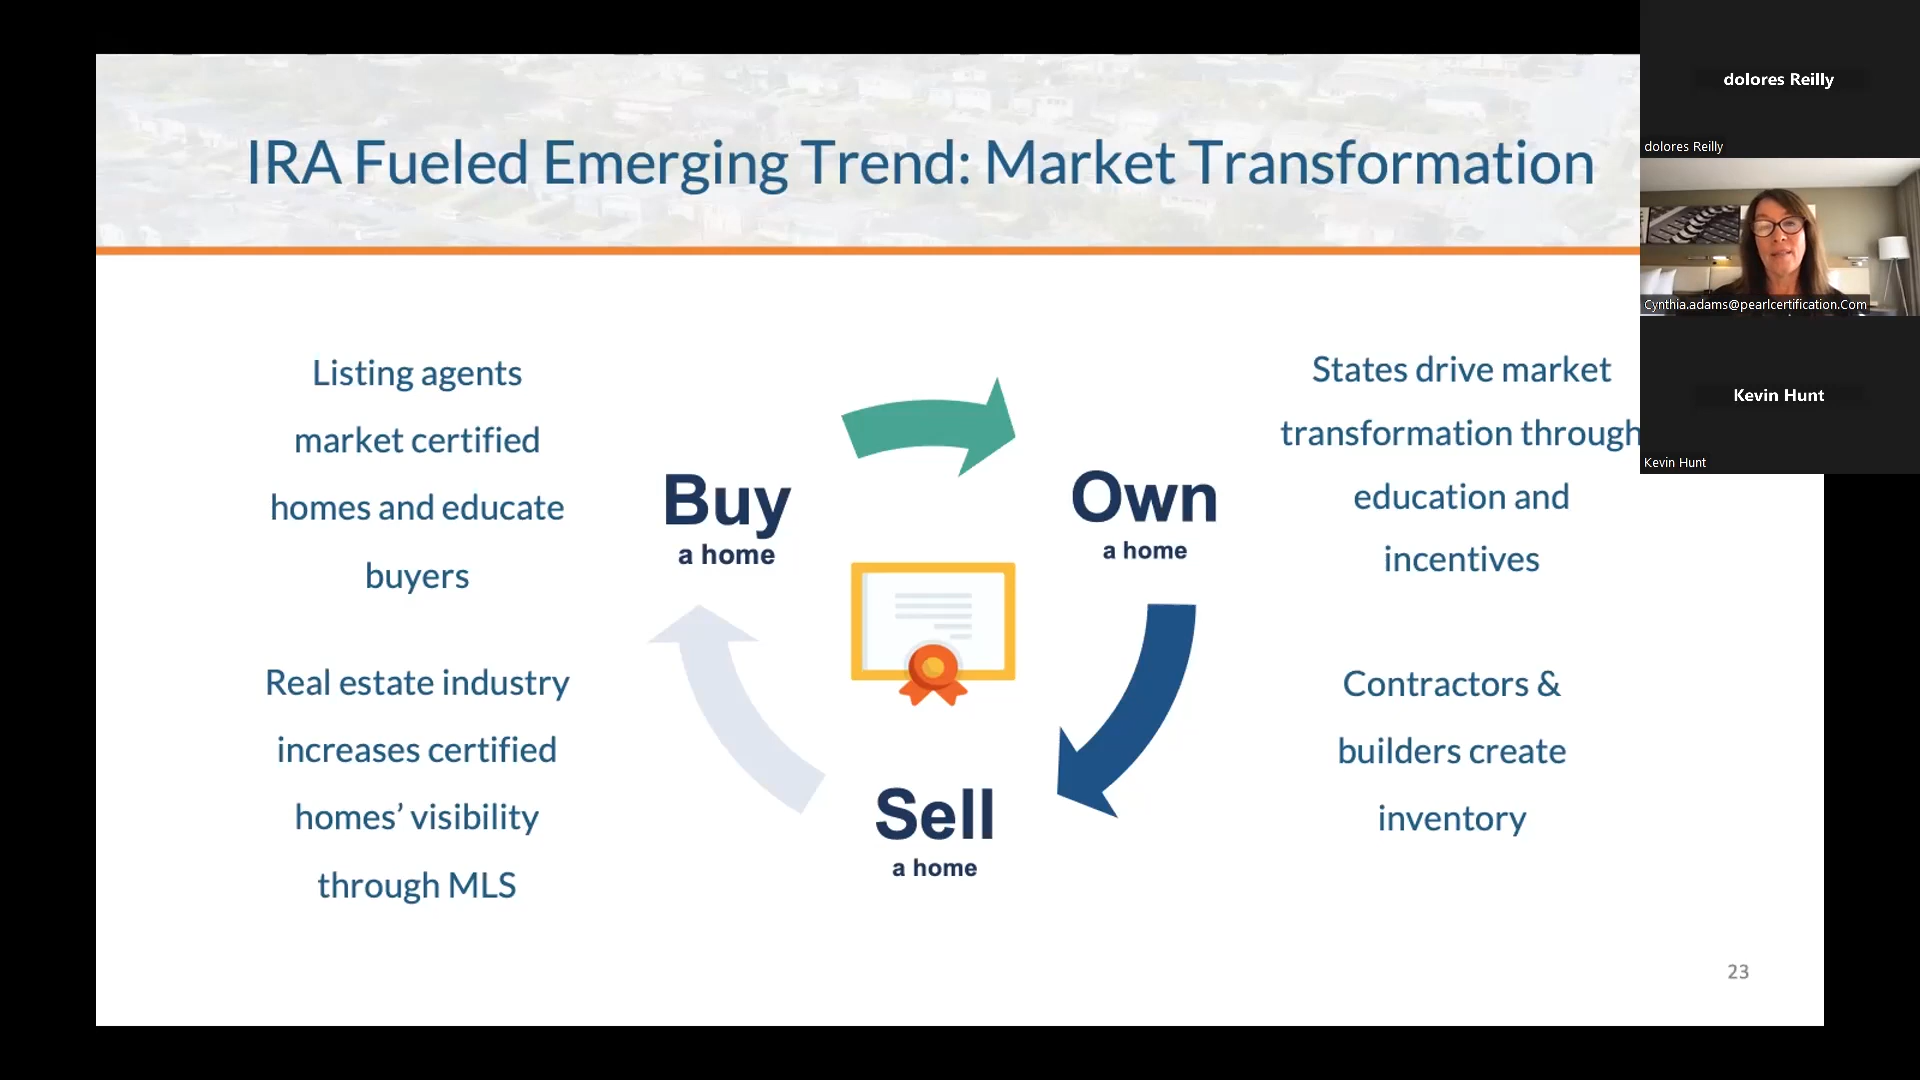 IRA Fueled Emerging Trend: Market Transformation
Listing agents
market certified
homes and educate
buyers
Real estate industry
increases certified
homes’ visibility
through MLS
Buy
a home
Own
a home
Sell
a home
States drive market
transformation through
education and
incentives
Contractors &
builders create
inventory
23
dolores Reilly
dolores Reilly
Cynthia.adams@pearlcertification.Com
Kevin Hunt
Kevin Hunt